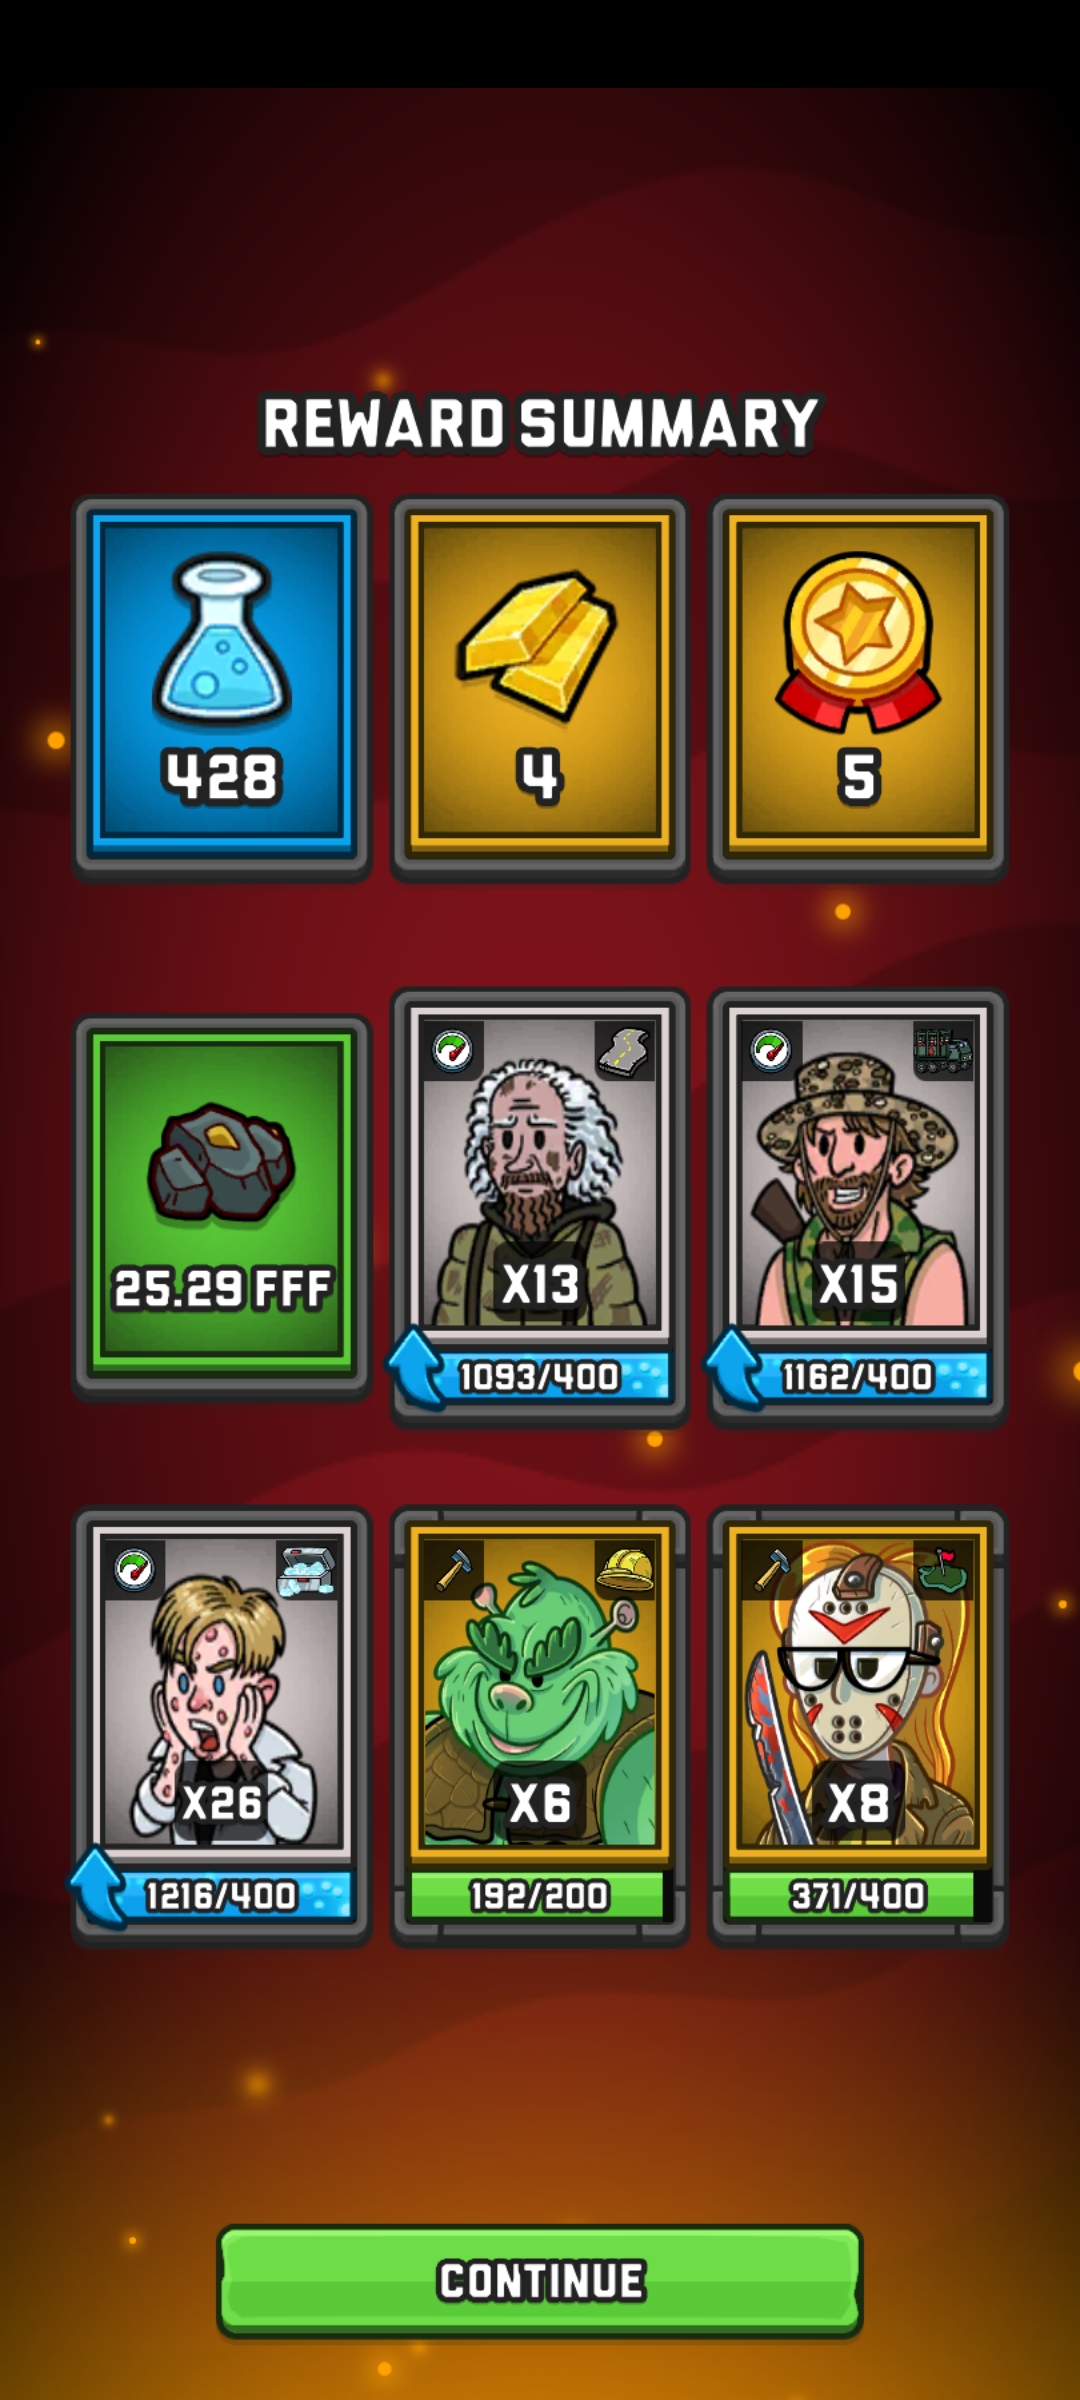 REWARD SUMMARY
428
4
5
25.29 FFF
X13
1093/400
X15
1162/400
X26
1216/400
X6
192/200
X8
371/400
CONTINUE